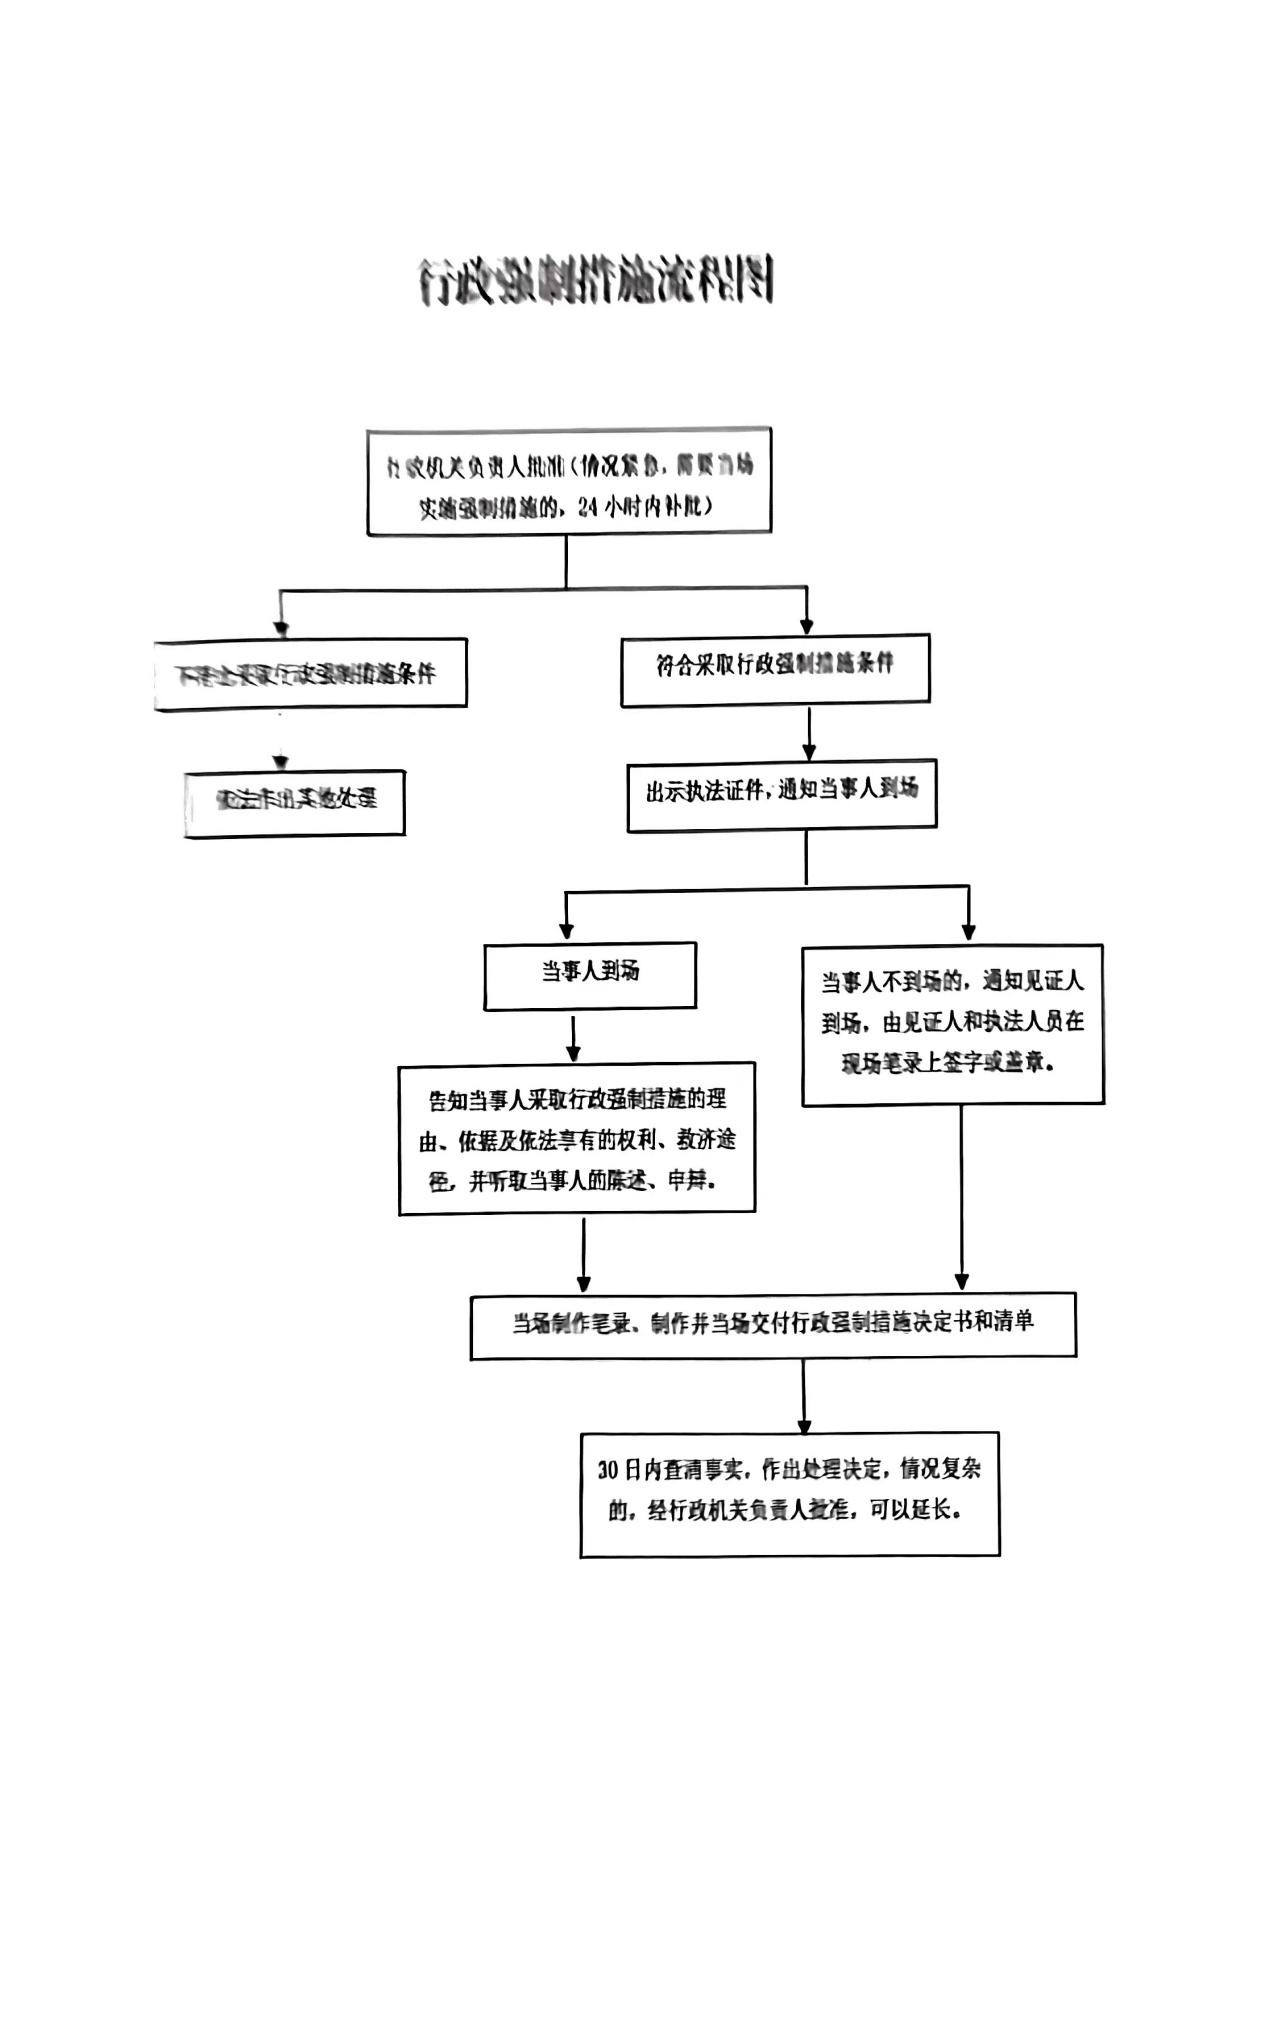 行政强制措施流程图
行政机关负责人批准（情况紧急，需要当场
实施强制措施的，24小时内补批）
不符合采取行政强制措施条件
符合采取行政强制措施条件
依法作出其他处理
出示执法证件，通知当事人到场
当事人到场
当事人不到场的，通知见证人
到场，由见证人和执法人员在
现场笔录上签字或盖章。
告知当事人采取行政强制措施的理
由、依据及依法享有的权利、救济途
径，并听取当事人的陈述、申辩。
当场制作笔录、制作并当场交付行政强制措施决定书和清单
30日内查清事实，作出处理决定，情况复杂
的，经行政机关负责人批准，可以延长。